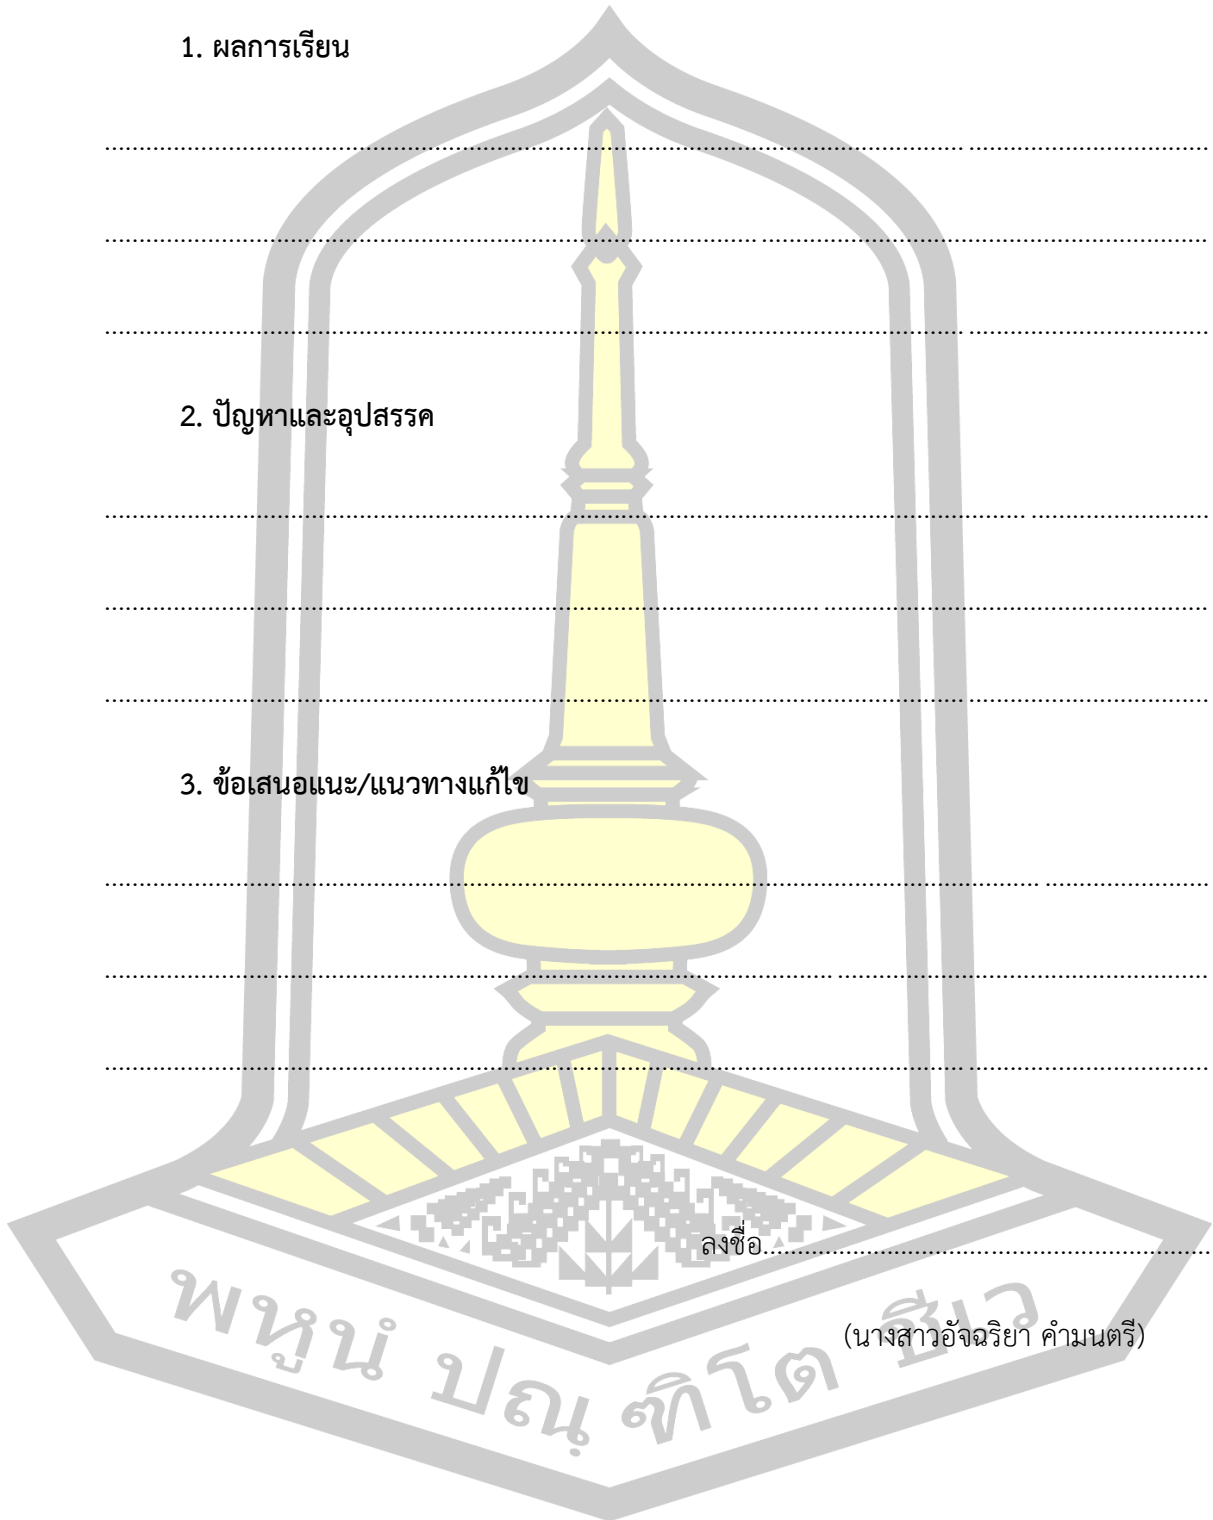 1. ผลการเรียน
........................................................................................................................... ..................................
............................................................................................. ................................................................
........................................................................................................................... ..................................
2. ปัญหาและอุปสรรค
.................................................................................................................................... .........................
...................................................................................................... .......................................................
........................................................................................................................... ..................................
3. ข้อเสนอแนะ/แนวทางแก้ไข
...................................................................................................................................... .......................
........................................................................................................ .....................................................
........................................................................................................................... ..................................
ลงชื่อ................................................................
(นางสาวอัจฉริยา คำมนตรี)
พหูนํ ปณฺฑิโต ชีเว